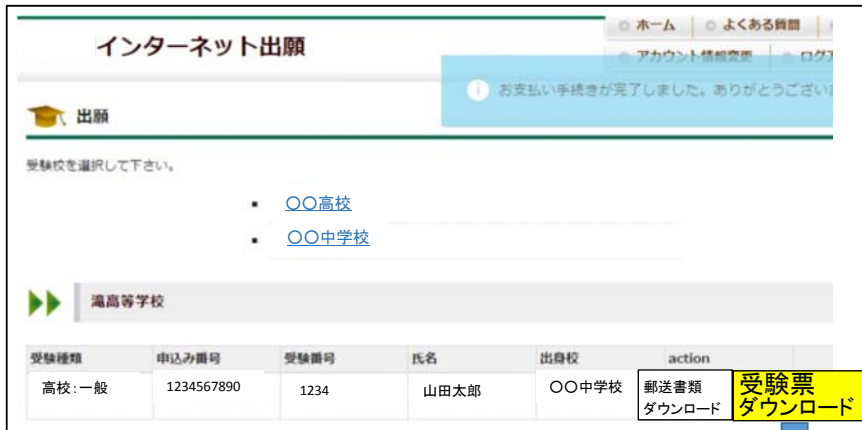 インターネット出願
ホーム よくある質問
アカウント情報変更 ログア
お支払い手続きが完了しました。ありがとうござい
出願
受験校を選択して下さい。
▪ 〇〇高校
▪ 〇〇中学校
滝高等学校
受験種類 申込み番号 受験番号 氏名 出身校 action
高校:一般 1234567890 1234 山田太郎 〇〇中学校 郵送書類 受験票
ダウンロード ダウンロード